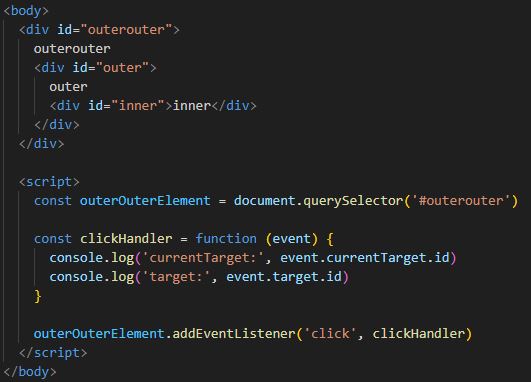 <body>
<div id="outerouter">
outerouter
<div id="outer">
outer
<div id="inner">inner</div>
</div>
</div>
<script>
const outerOuterElement = document.querySelector('#outerouter')
const clickHandler = function (event) {
console.log('currentTarget:', event.currentTarget.id)
console.log('target:', event.target.id)
}
outerOuterElement.addEventListener('click', clickHandler)
</script>
</body>